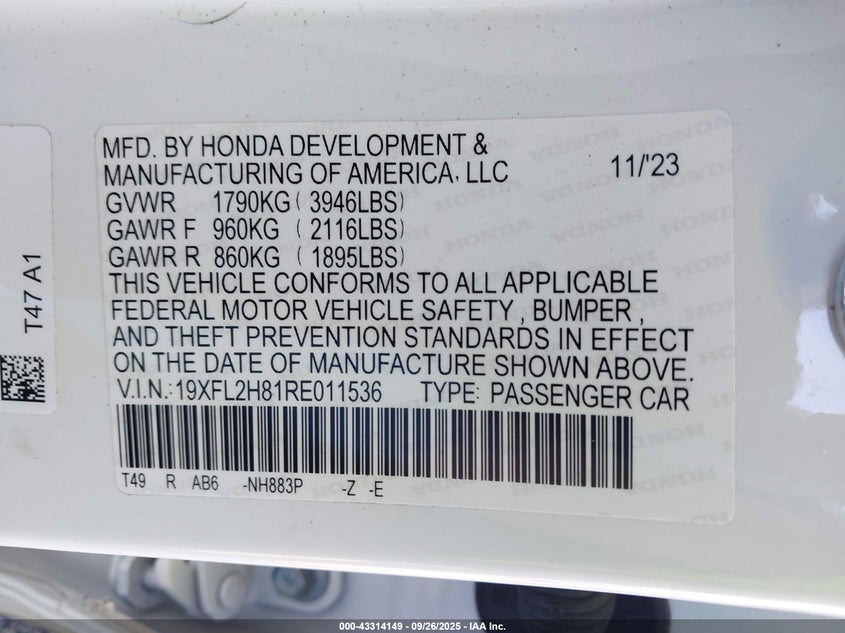 MFD. BY HONDA DEVELOPMENT &
MANUFACTURING OF AMERICA, LLC 11/'23
GVWR 1790KG ( 3946LBS)
GAWR F 960KG ( 2116LBS)
GAWR R 860KG ( 1895LBS)
THIS VEHICLE CONFORMS TO ALL APPLICABLE
FEDERAL MOTOR VEHICLE SAFETY, BUMPER,
AND THEFT PREVENTION STANDARDS IN EFFECT
ON THE DATE OF MANUFACTURE SHOWN ABOVE.
V.I.N.:19XFL2H81RE011536 TYPE: PASSENGER CAR
T49 R AB6 -NH883P -Z -E
T47 A1
HONDA HONDA HONDA
000-43314149 - 09/26/2025 - IAA Inc.